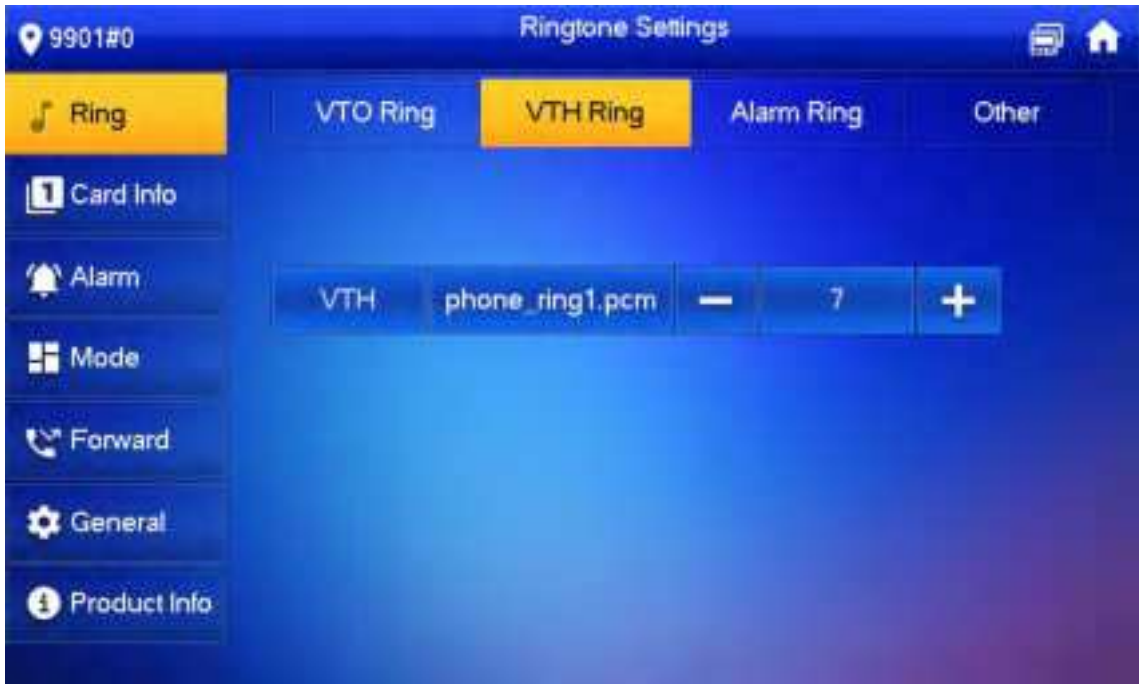 9901#0
Ringtone Settings
Ring
VTO Ring
VTH Ring
Alarm Ring
Other
1 Card Info
Alarm
VTH
phone_ring1.pcm
7
Mode
Forward
General
Product Info